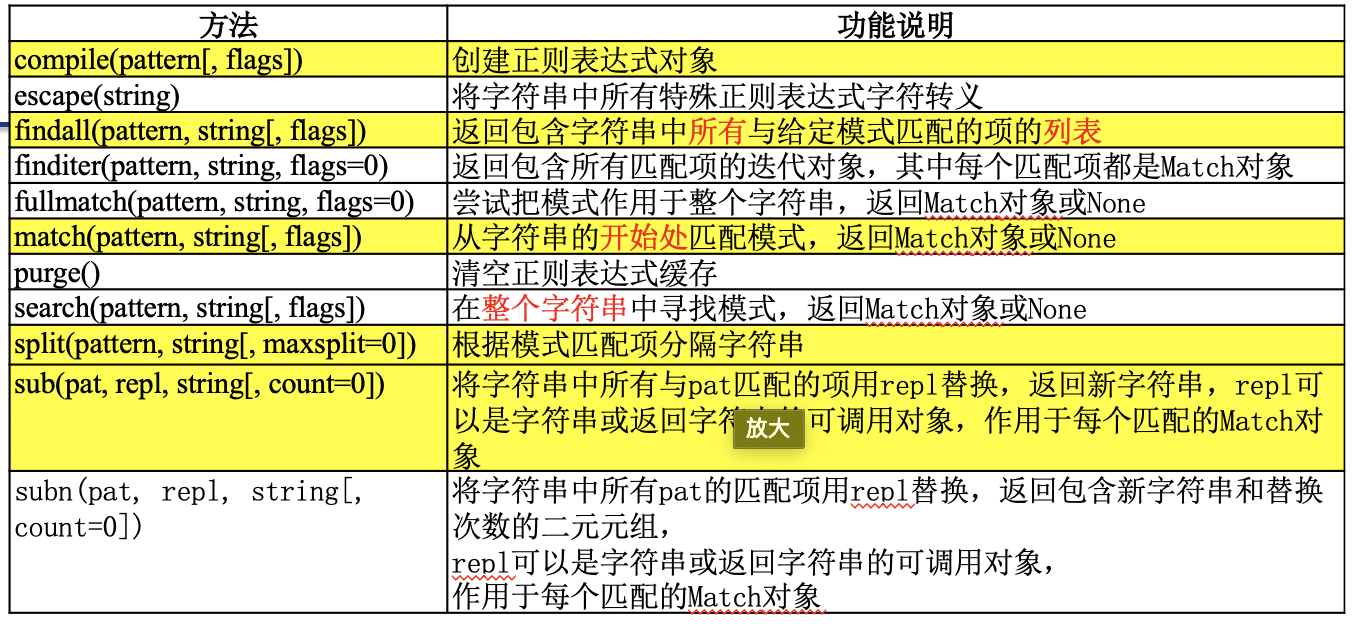 方法 功能说明
compile(pattern[, flags]) 创建正则表达式对象
escape(string) 将字符串中所有特殊正则表达式字符转义
findall(pattern, string[, flags]) 返回包含字符串中所有与给定模式匹配的项的列表
finditer(pattern, string, flags=0) 返回包含所有匹配项的迭代对象，其中每个匹配项都是Match对象
fullmatch(pattern, string, flags=0) 尝试把模式作用于整个字符串，返回Match对象或None
match(pattern, string[, flags]) 从字符串的开始处匹配模式，返回Match对象或None
purge() 清空正则表达式缓存
search(pattern, string[, flags]) 在整个字符串中寻找模式，返回Match对象或None
split(pattern, string[, maxsplit=0]) 根据模式匹配项分隔字符串
sub(pat, repl, string[, count=0]) 将字符串中所有与pat匹配的项用repl替换，返回新字符串，repl可
以是字符串或返回字 可调用对象，作用于每个匹配的Match对
放大
象
subn(pat, repl, string[, 将字符串中所有pat的匹配项用repl替换，返回包含新字符串和替换
count=0]) 次数的二元元组，
repl可以是字符串或返回字符串的可调用对象，
作用于每个匹配的Match对象